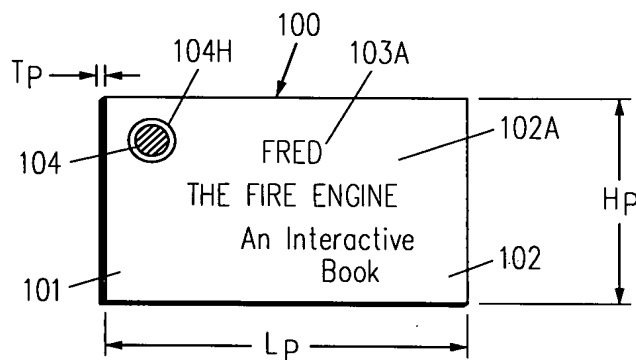 100
104H
103A
TP
102A
104
FRED
THE FIRE ENGINE
HP
An Interactive
Book
101
102
LP